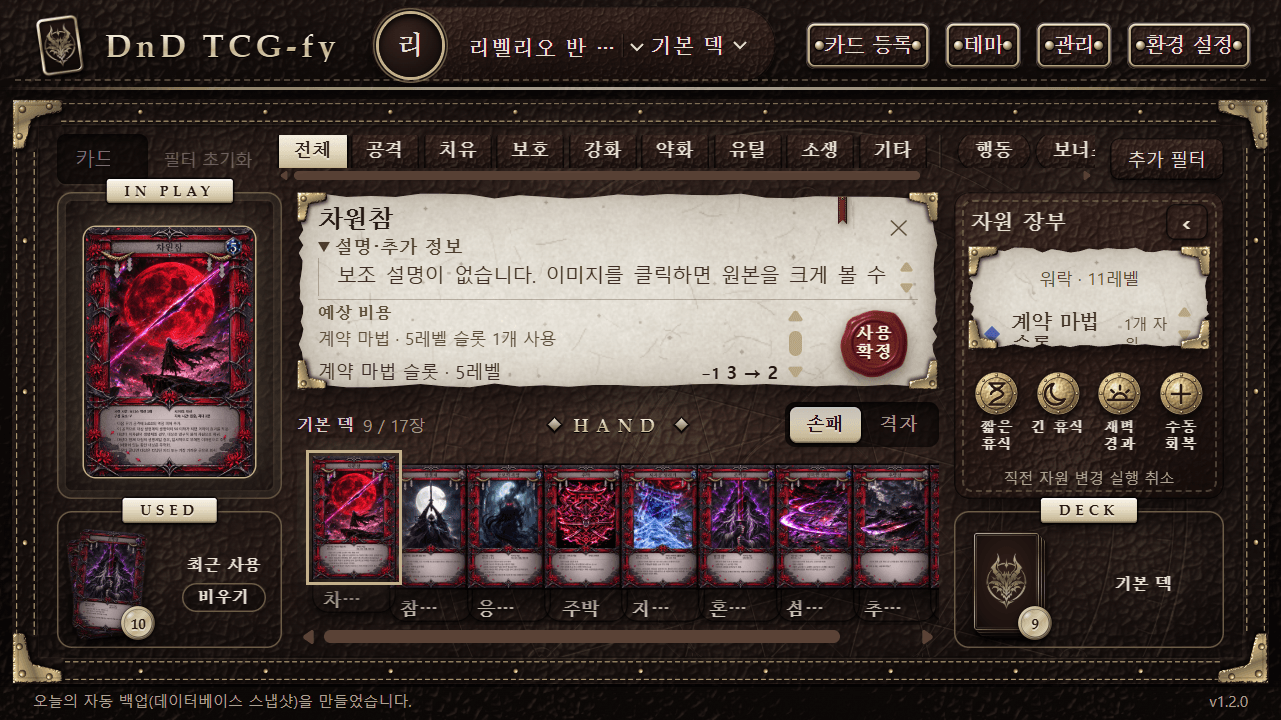 DnD TCG-fy
리
리벨리오 반 ···
기본 덱
카드 등록
테마
관리
환경 설정
카드
필터 초기화
전체
공격
치유
보호
강화
약화
유틸
소생
기타
행동
보너
추가 필터
IN PLAY
차원참
5
차원참
▼설명·추가 정보
보조 설명이 없습니다. 이미지를 클릭하면 원본을 크게 볼 수
예상 비용
계약 마법 · 5레벨 슬롯 1개 사용
계약 마법 슬롯 · 5레벨
−1 3 → 2
사용
확정
자원 장부
워락 · 11레벨
계약 마법
슬롯
1개 자
원
짧은
휴식
긴 휴식
새벽
경과
수동
회복
직전 자원 변경 실행 취소
기본 덱 9 / 17장
HAND
손패
격자
차···
참···
응···
주박
지···
혼···
섬···
추···
USED
최근 사용
비우기
10
DECK
기본 덱
9
오늘의 자동 백업(데이터베이스 스냅샷)을 만들었습니다.
v1.2.0